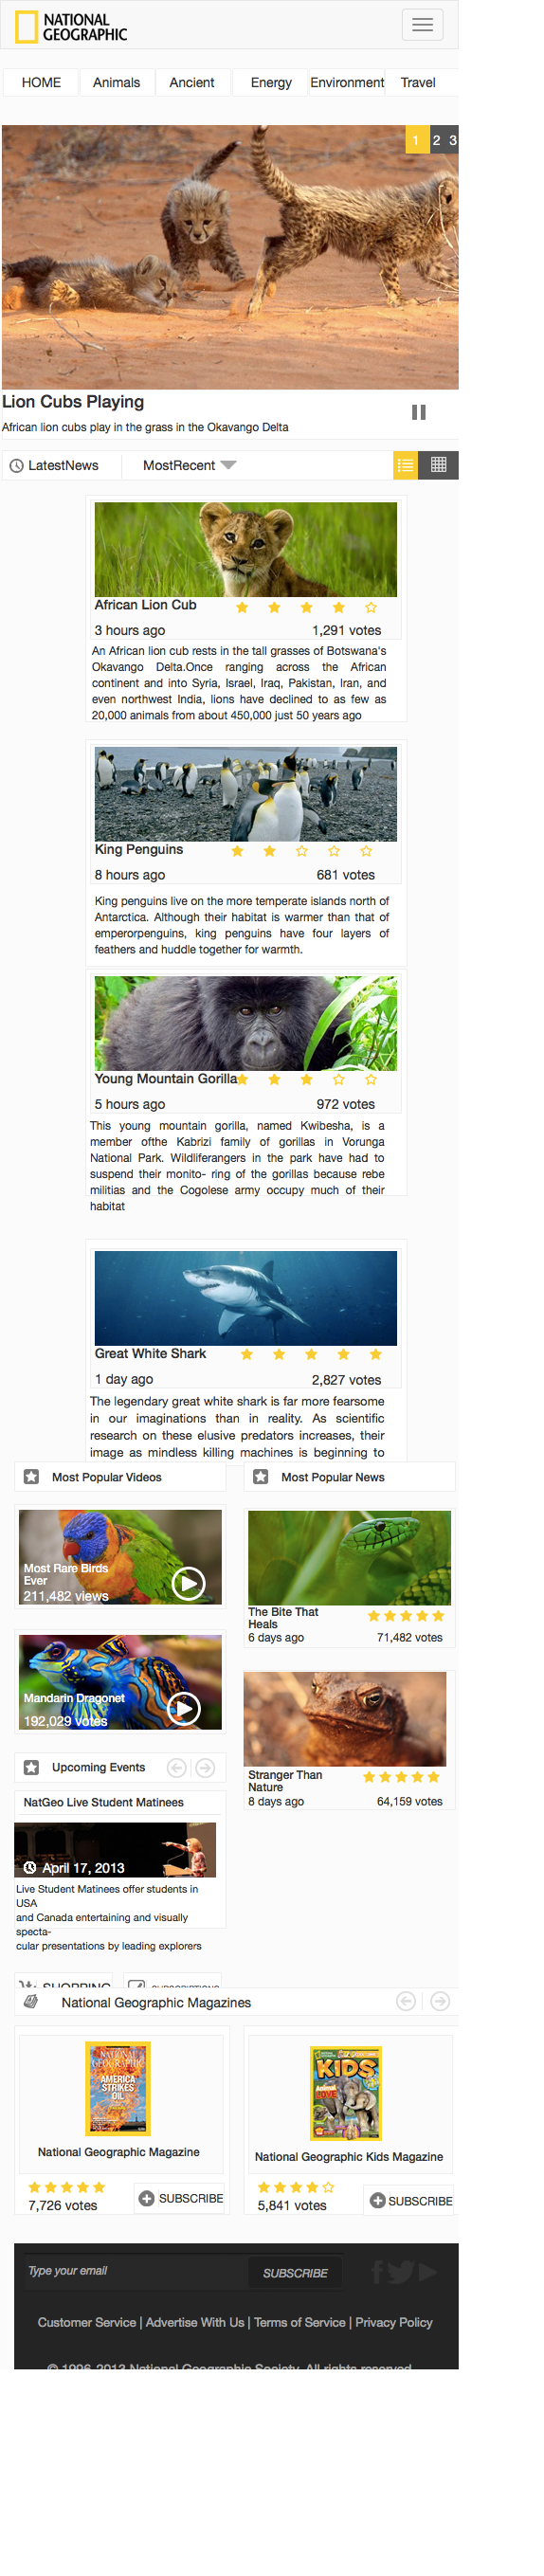 NATIONAL
GEOGRAPHIC
HOME Animals Ancient Energy Environment Travel
1 2 3
Lion Cubs Playing
African lion cubs play in the grass in the Okavango Delta
LatestNews MostRecent
African Lion Cub
3 hours ago 1,291 votes
An African lion cub rests in the tall grasses of Botswana's
Okavango Delta.Once ranging across the African
continent and into Syria, Israel, Iraq, Pakistan, Iran, and
even northwest India, lions have declined to as few as
20,000 animals from about 450,000 just 50 years ago
King Penguins
8 hours ago 681 votes
King penguins live on the more temperate islands north of
Antarctica. Although their habitat is warmer than that of
emperorpenguins, king penguins have four layers of
feathers and huddle together for warmth.
Young Mountain Gorilla
5 hours ago 972 votes
This young mountain gorilla, named Kwibesha, is a
member ofthe Kabrizi family of gorillas in Vorunga
National Park. Wildliferangers in the park have had to
suspend their monito- ring of the gorillas because rebe
militias and the Cogolese army occupy much of their
habitat
Great White Shark
1 day ago 2,827 votes
The legendary great white shark is far more fearsome
in our imaginations than in reality. As scientific
research on these elusive predators increases, their
image as mindless killing machines is beginning to
Most Popular Videos
Most Rare Birds
Ever
211,482 views
Mandarin Dragonet
192,029 votes
Most Popular News
The Bite That
Heals
6 days ago 71,482 votes
Stranger Than
Nature
8 days ago 64,159 votes
Upcoming Events
NatGeo Live Student Matinees
April 17, 2013
Live Student Matinees offer students in
USA
and Canada entertaining and visually
specta-
cular presentations by leading explorers
SHOPPING SUBSCRIPTIONS
National Geographic Magazines
NATIONAL
GEOGRAPHIC
AMERICA
STRIKES
OIL
National Geographic Magazine
7,726 votes SUBSCRIBE
KIDS
National Geographic Kids Magazine
5,841 votes SUBSCRIBE
Type your email SUBSCRIBE
Customer Service | Advertise With Us | Terms of Service | Privacy Policy
© 1996-2013 National Geographic Society. All rights reserved.